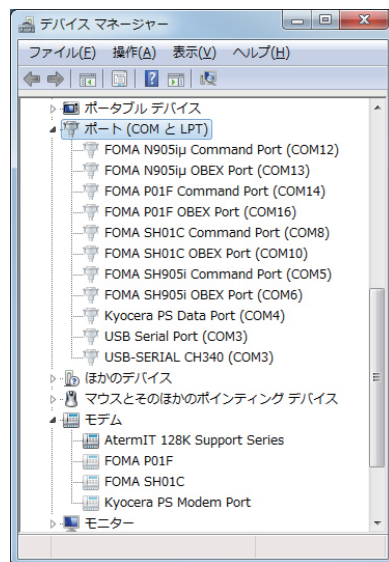 デバイス マネージャー
ファイル(F) 操作(A) 表示(V) ヘルプ(H)
ポータブル デバイス
ポート (COM と LPT)
FOMA N905iμ Command Port (COM12)
FOMA N905iμ OBEX Port (COM13)
FOMA P01F Command Port (COM14)
FOMA P01F OBEX Port (COM16)
FOMA SH01C Command Port (COM8)
FOMA SH01C OBEX Port (COM10)
FOMA SH905i Command Port (COM5)
FOMA SH905i OBEX Port (COM6)
Kyocera PS Data Port (COM4)
USB Serial Port (COM3)
USB-SERIAL CH340 (COM3)
ほかのデバイス
マウスとそのほかのポインティング デバイス
モデム
AtermIT 128K Support Series
FOMA P01F
FOMA SH01C
Kyocera PS Modem Port
モニター